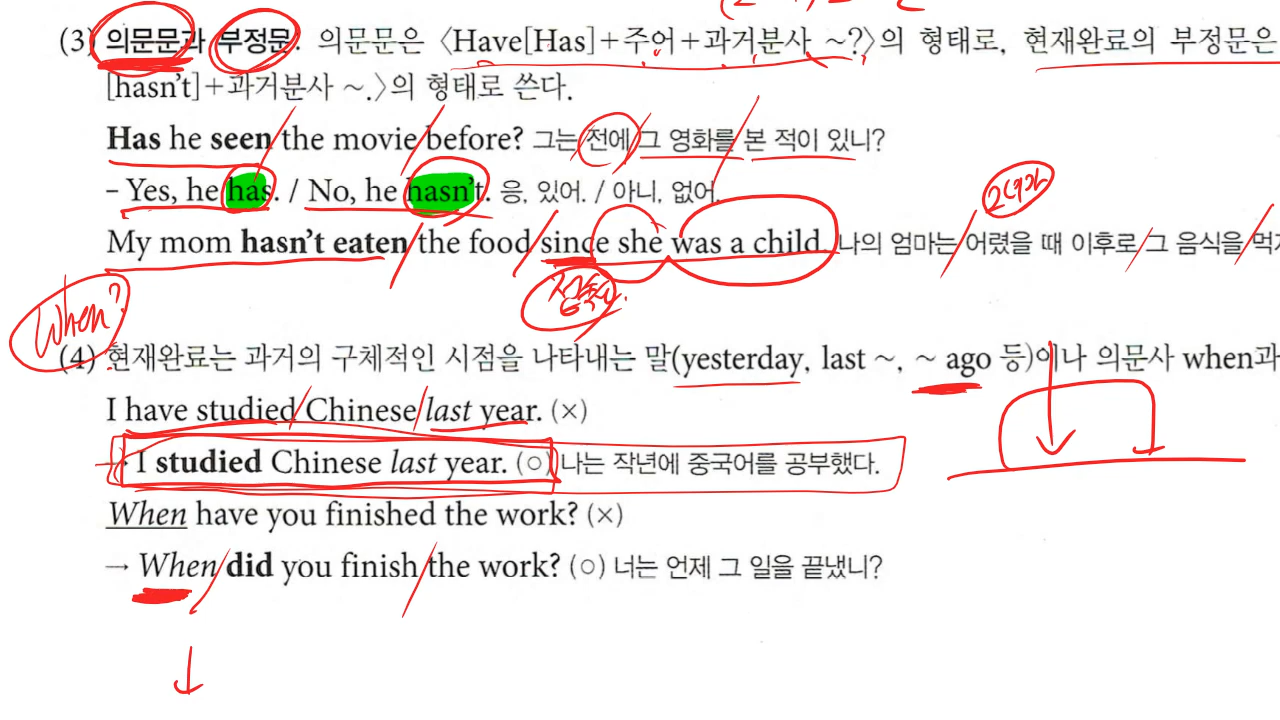 (3) 의문문과 부정문: 의문문은 〈Have[Has]+주어+과거분사 ~?〉의 형태로, 현재완료의 부정문은
[hasn't]+과거분사 ~.〉의 형태로 쓴다.
Has he seen the movie before? 그는 전에 그 영화를 본 적이 있니?
– Yes, he has. / No, he hasn't. 응, 있어. / 아니, 없어.
My mom hasn't eaten the food since she was a child. 나의 엄마는 어렸을 때 이후로 그 음식을
접속사
When?
(4) 현재완료는 과거의 구체적인 시점을 나타내는 말(yesterday, last ~, ~ ago 등)이나 의문사 when과
I have studied Chinese last year. (×)
→ I studied Chinese last year. (○) 나는 작년에 중국어를 공부했다.
When have you finished the work? (×)
→ When did you finish the work? (○) 너는 언제 그 일을 끝냈니?